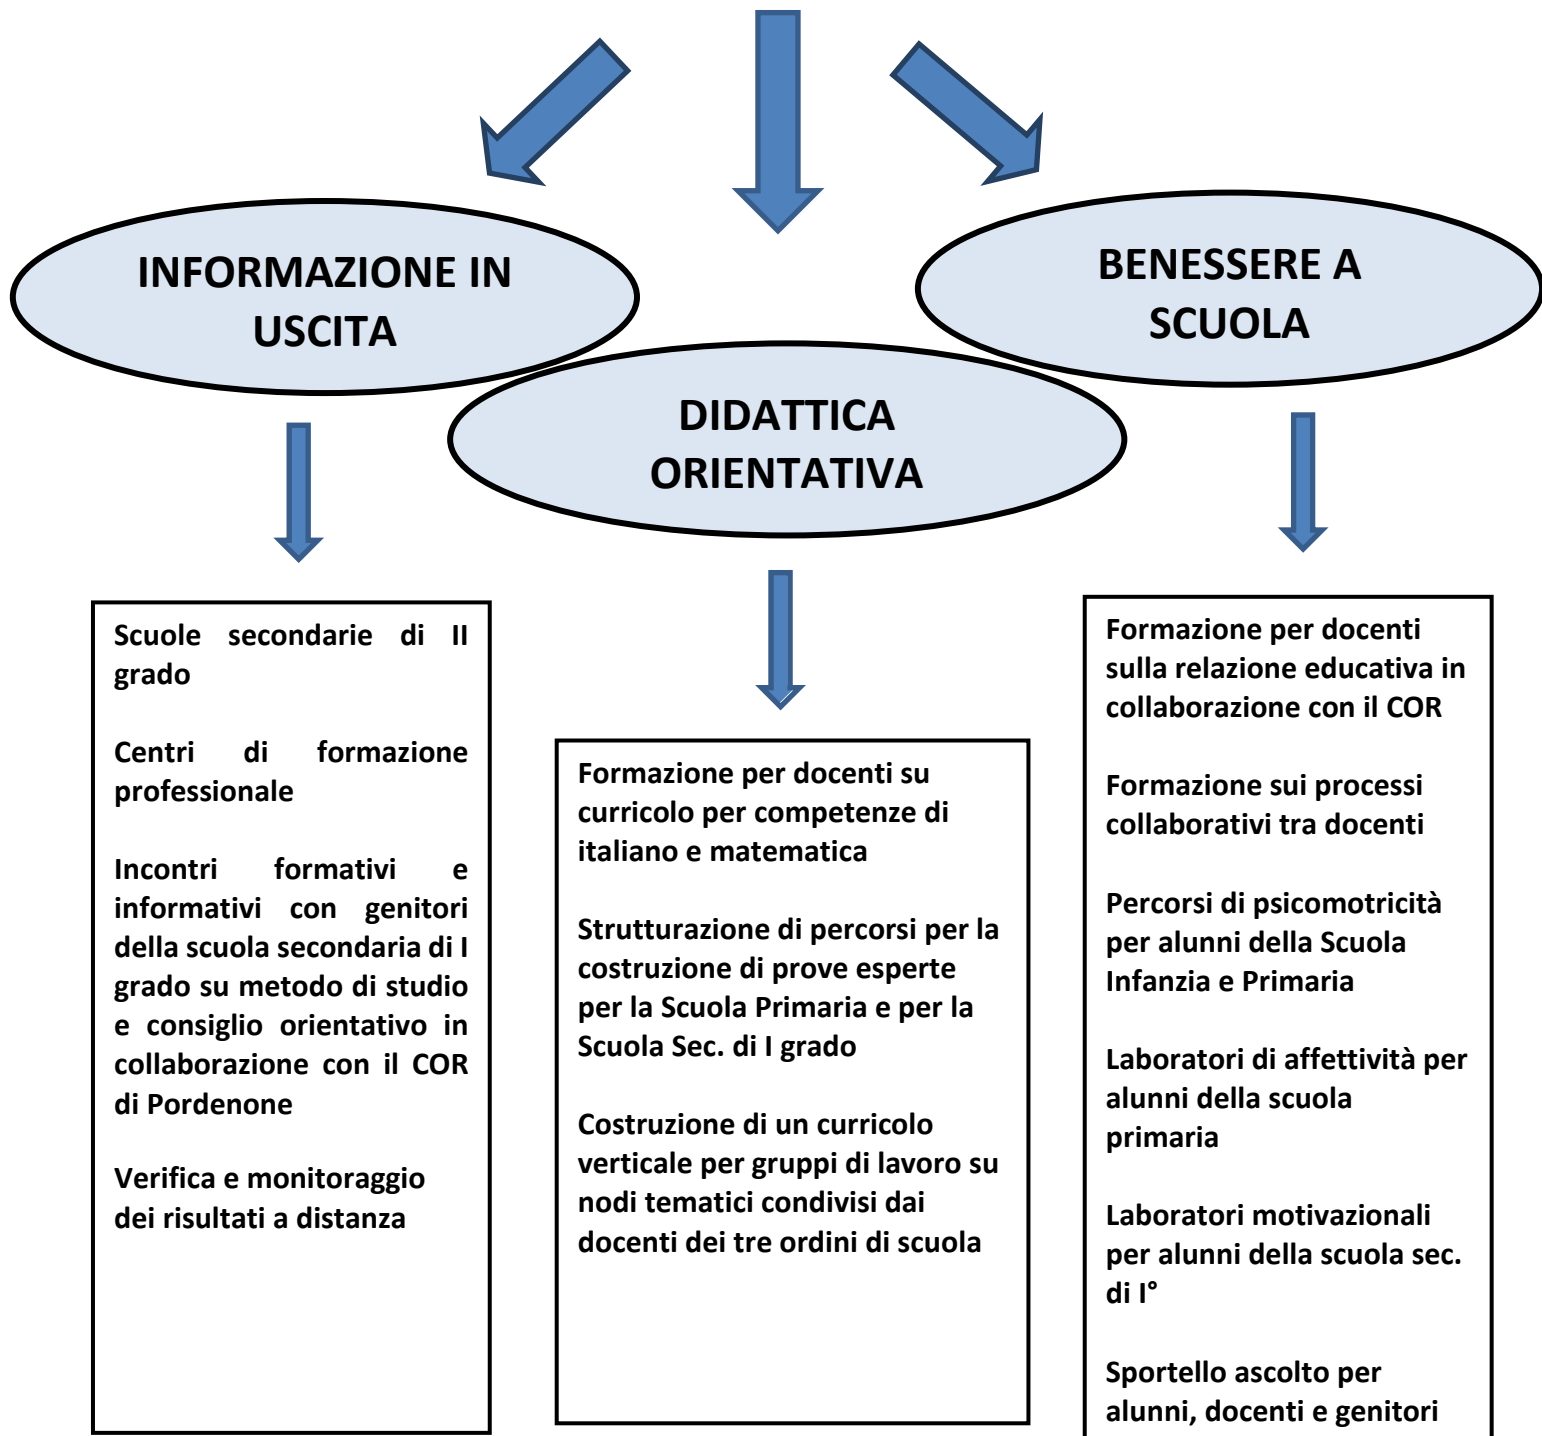 INFORMAZIONE IN
USCITA
BENESSERE A
SCUOLA
DIDATTICA
ORIENTATIVA
Scuole secondarie di II
grado
Centri di formazione
professionale
Incontri formativi e
informativi con genitori
della scuola secondaria di I
grado su metodo di studio
e consiglio orientativo in
collaborazione con il COR
di Pordenone
Verifica e monitoraggio
dei risultati a distanza
Formazione per docenti su
curricolo per competenze di
italiano e matematica
Strutturazione di percorsi per la
costruzione di prove esperte
per la Scuola Primaria e per la
Scuola Sec. di I grado
Costruzione di un curricolo
verticale per gruppi di lavoro su
nodi tematici condivisi dai
docenti dei tre ordini di scuola
Formazione per docenti
sulla relazione educativa in
collaborazione con il COR
Formazione sui processi
collaborativi tra docenti
Percorsi di psicomotricità
per alunni della Scuola
Infanzia e Primaria
Laboratori di affettività per
alunni della scuola
primaria
Laboratori motivazionali
per alunni della scuola sec.
di I°
Sportello ascolto per
alunni, docenti e genitori